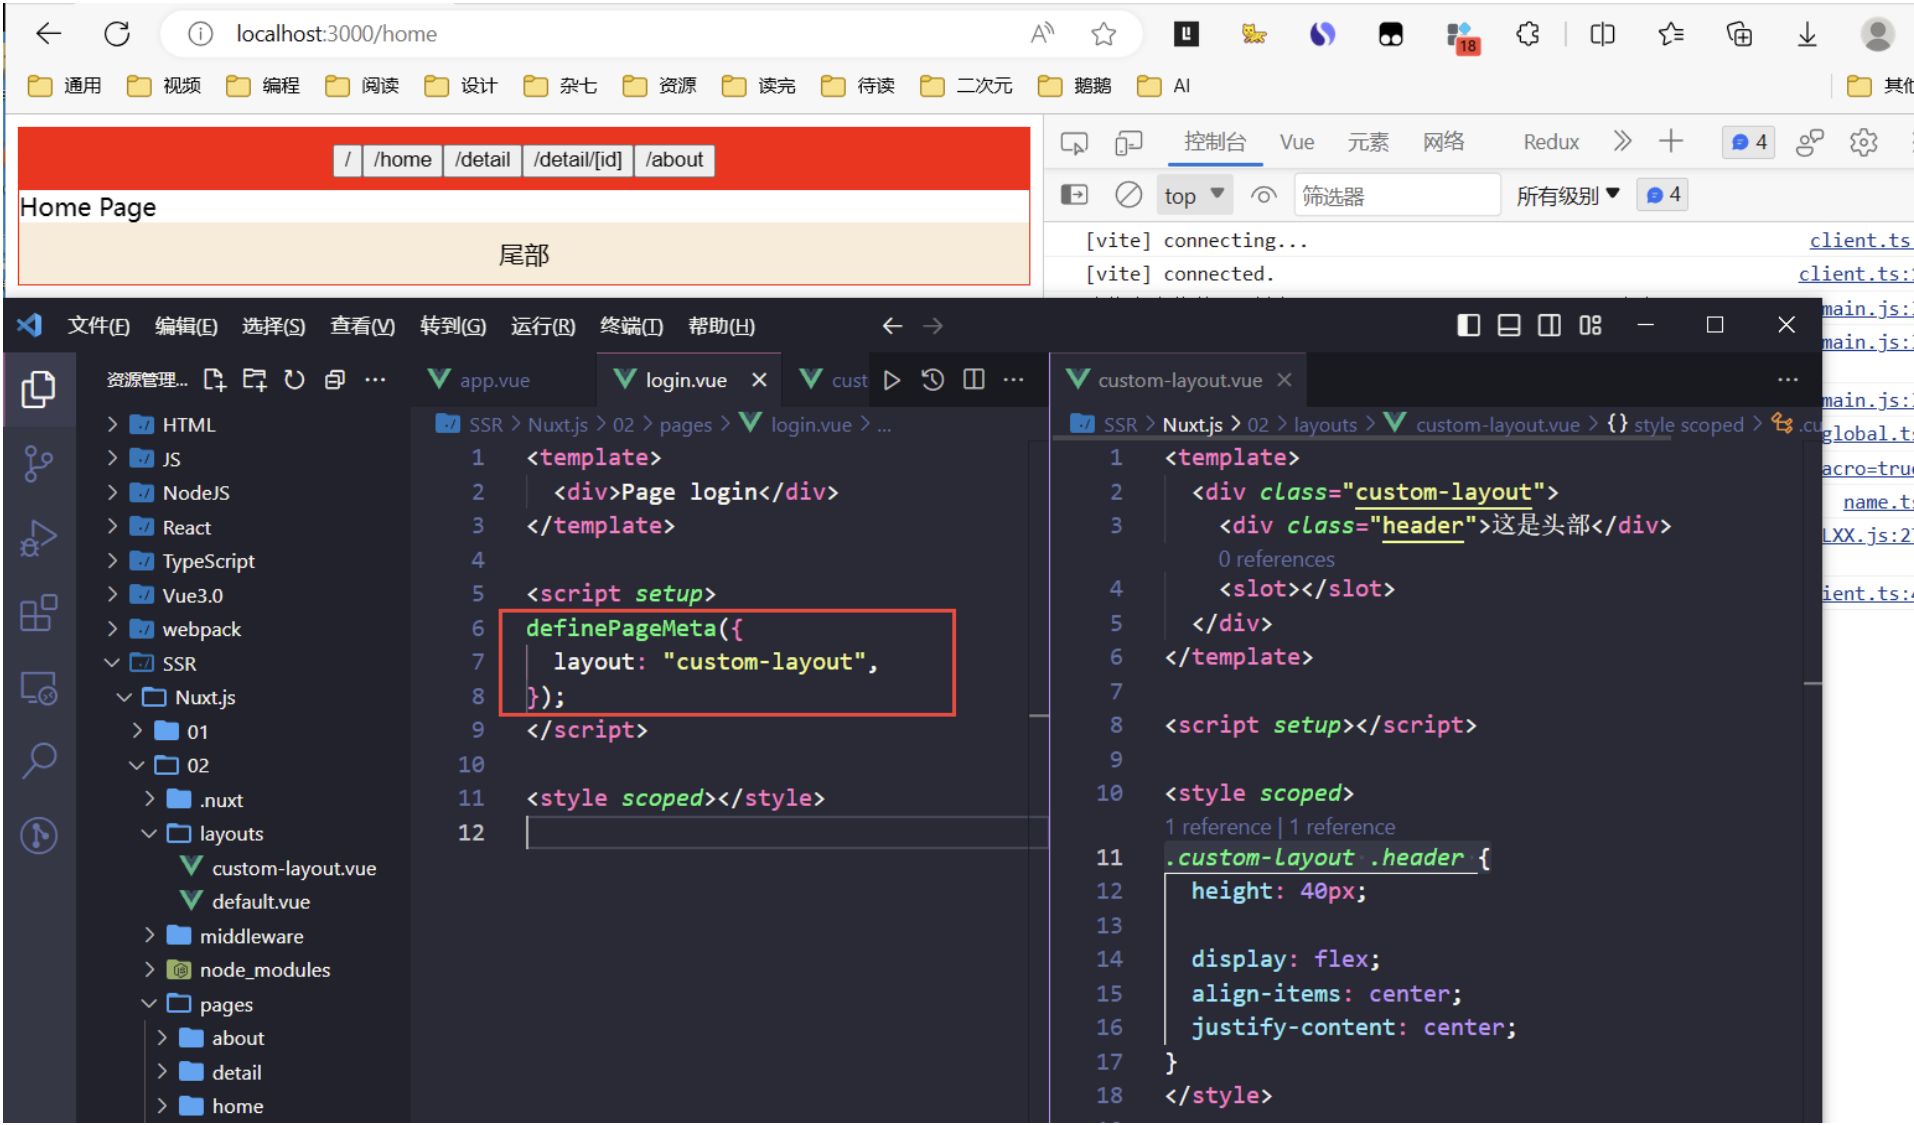 localhost:3000/home
18
通用 视频 编程 阅读 设计 杂七 资源 读完 待读 二次元 鹅鹅 AI 其他
/ /home /detail /detail/[id] /about
Home Page
尾部
控制台 Vue 元素 网络 Redux 4
top 筛选器 所有级别 4
[vite] connecting... client.ts
[vite] connected. client.ts:
main.js:
main.js:
main.js:
global.t
acro=true
name.t
LXX.js:2
ient.ts:
文件(F) 编辑(E) 选择(S) 查看(V) 转到(G) 运行(R) 终端(T) 帮助(H)
资源管理...
HTML
JS
NodeJS
React
TypeScript
Vue3.0
webpack
SSR
Nuxt.js
01
02
.nuxt
layouts
custom-layout.vue
default.vue
middleware
node_modules
pages
about
detail
home
app.vue login.vue cust
SSR > Nuxt.js > 02 > pages > login.vue > ...
1 <template>
2 <div>Page login</div>
3 </template>
4
5 <script setup>
6 definePageMeta({
7 layout: "custom-layout",
8 });
9 </script>
10
11 <style scoped></style>
12
custom-layout.vue
SSR > Nuxt.js > 02 > layouts > custom-layout.vue > {} style scoped > .cu
1 <template>
2 <div class="custom-layout">
3 <div class="header">这是头部</div>
0 references
4 <slot></slot>
5 </div>
6 </template>
7
8 <script setup></script>
9
10 <style scoped>
1 reference | 1 reference
11 .custom-layout .header {
12 height: 40px;
13
14 display: flex;
15 align-items: center;
16 justify-content: center;
17 }
18 </style>